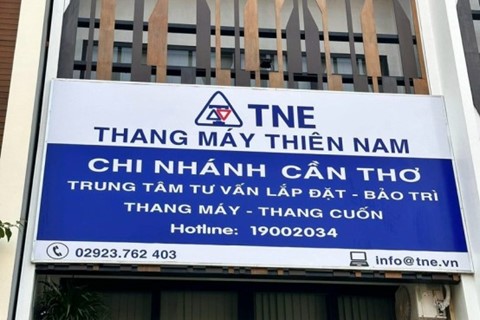 TNE
THANG MÁY THIÊN NAM
CHI NHÁNH CẦN THƠ
TRUNG TÂM TƯ VẤN LẮP ĐẶT - BẢO TRÌ
THANG MÁY - THANG CUỐN
Hotline: 19002034
02923.762 403 info@tne.vn